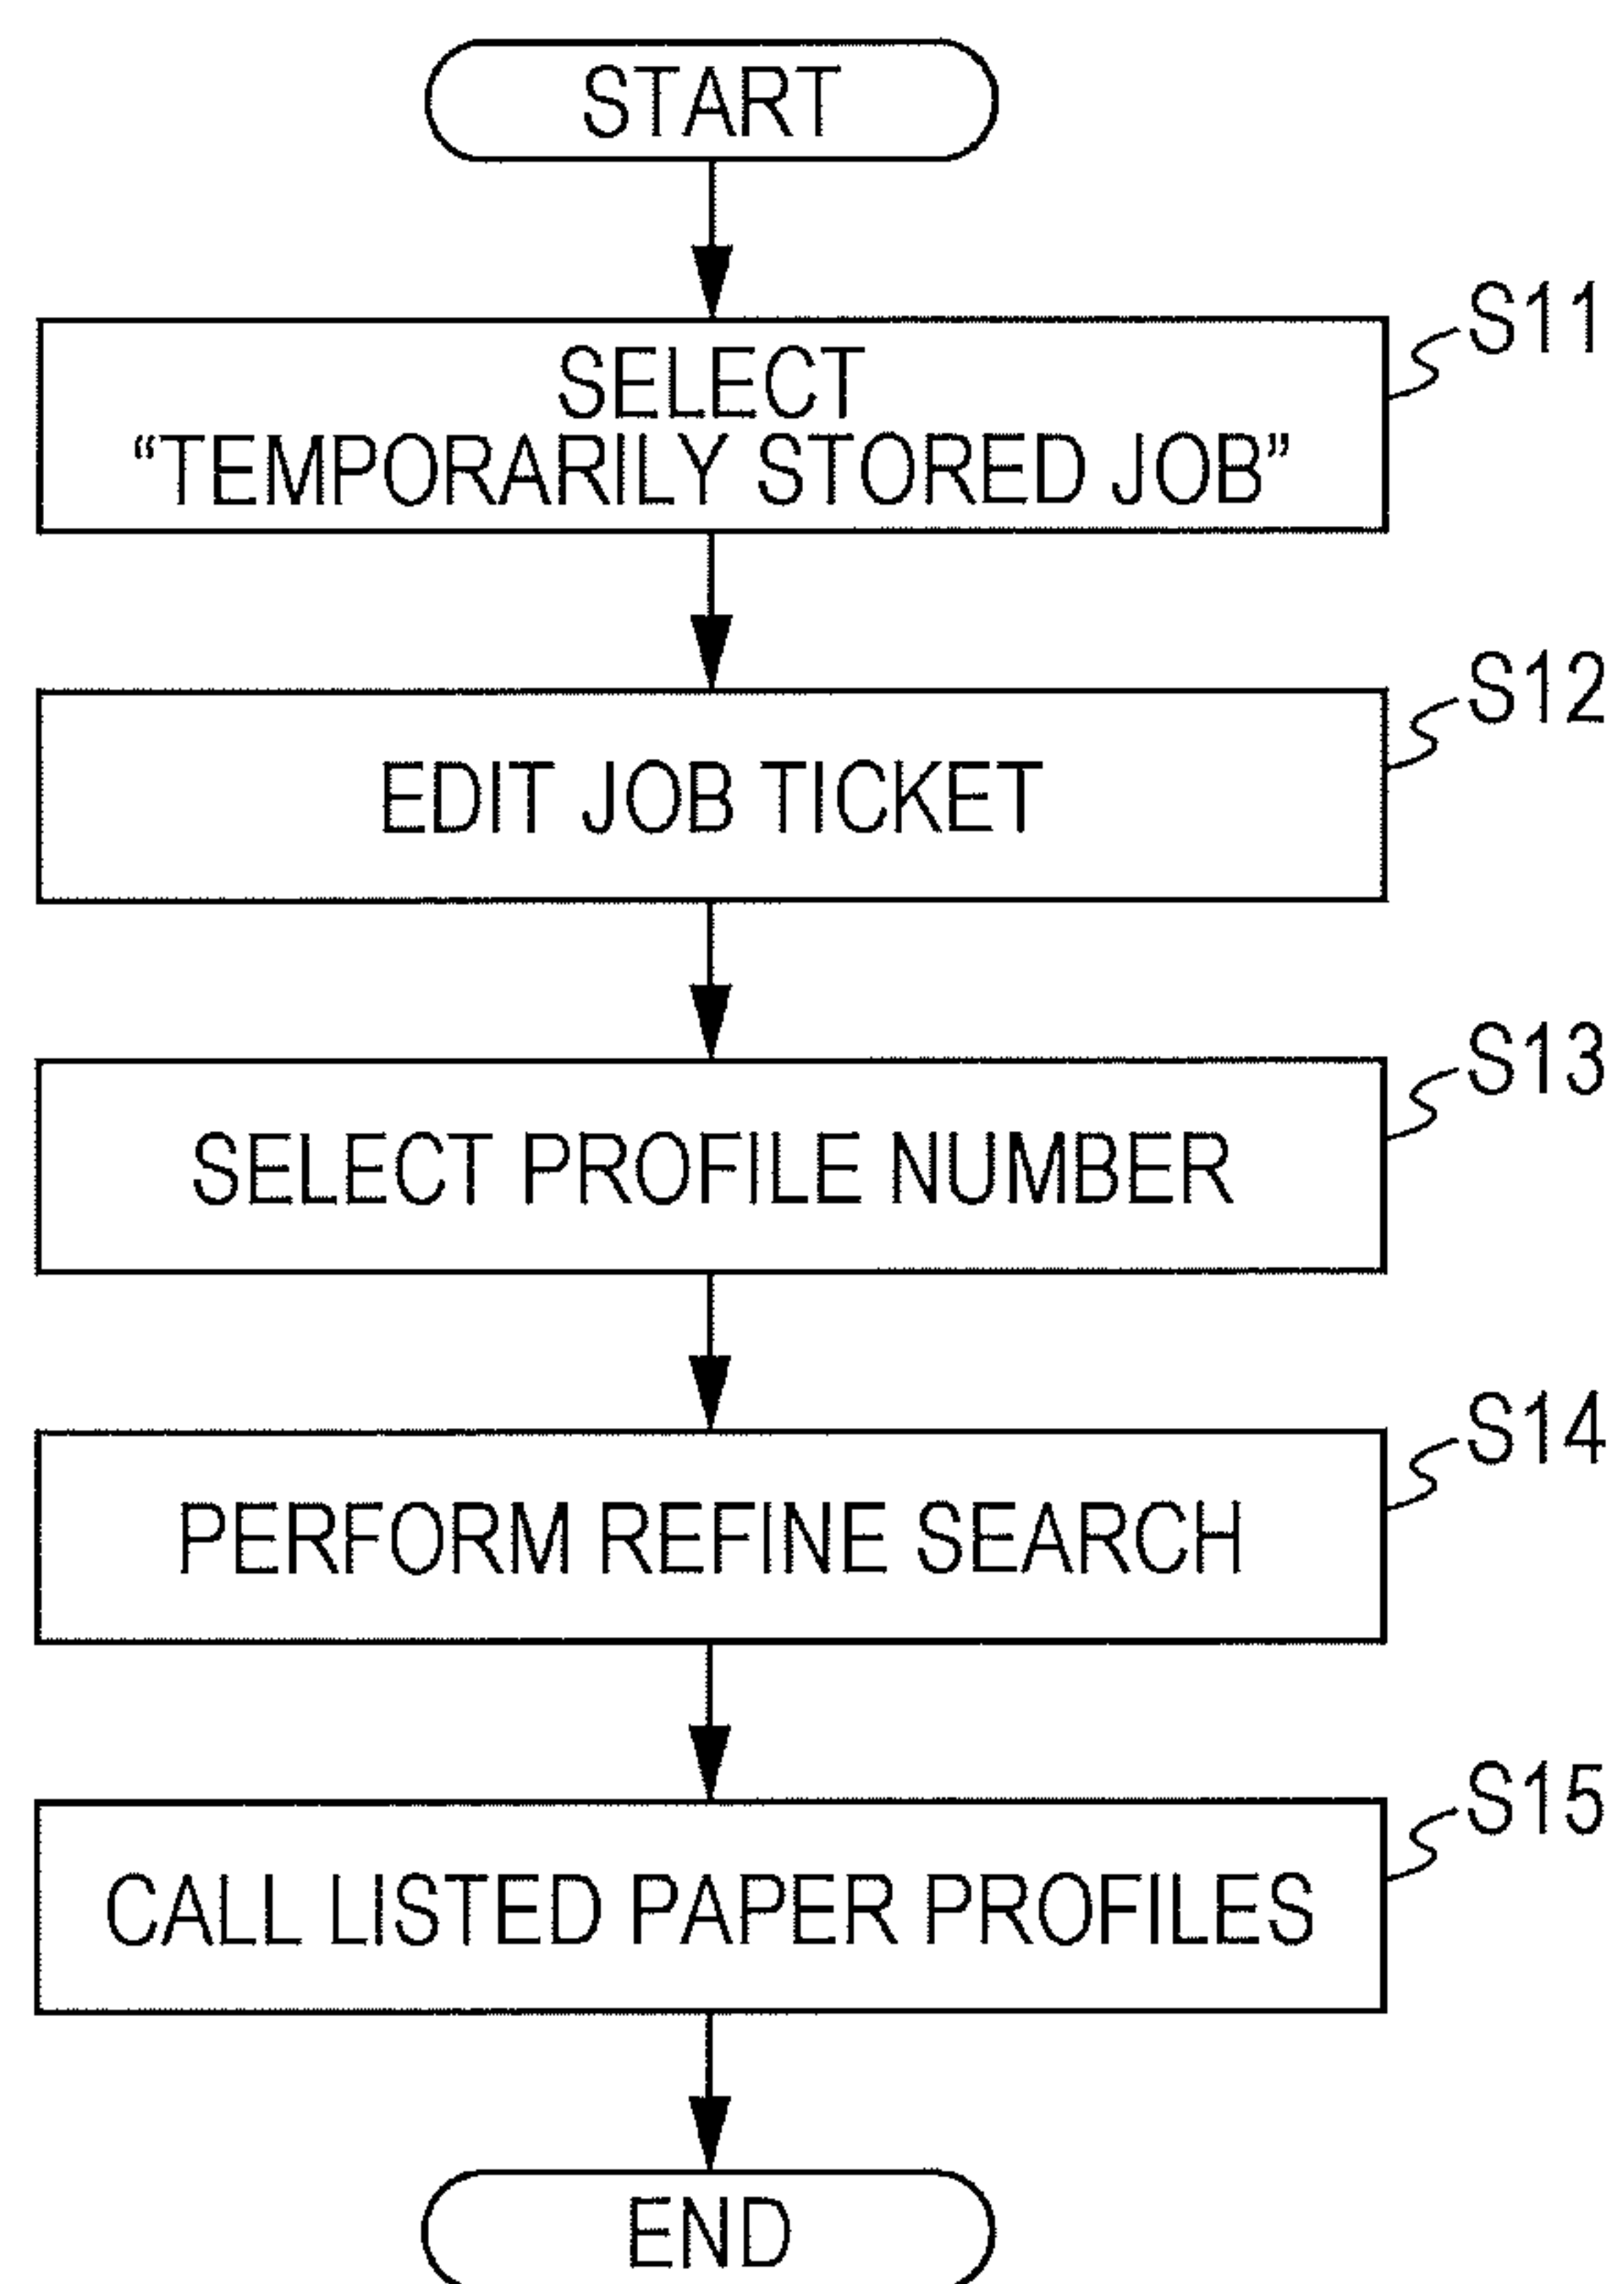 START
S11
SELECT
“TEMPORARILY STORED JOB”
S12
EDIT JOB TICKET
S13
SELECT PROFILE NUMBER
S14
PERFORM REFINE SEARCH
S15
CALL LISTED PAPER PROFILES
END